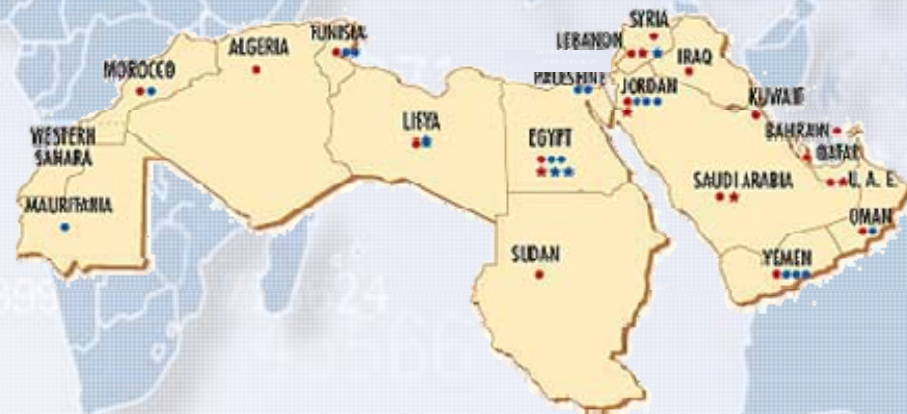 SYRIA
LEBANON
TUNISIA
ALGERIA
IRAQ
MOROCCO
PALESTINE
JORDAN
KUWAIT
LIBYA
EGYPT
BAHRAIN
WESTERN
SAHARA
QATAR
SAUDI ARABIA
U. A. E.
MAURITANIA
OMAN
SUDAN
YEMEN
24